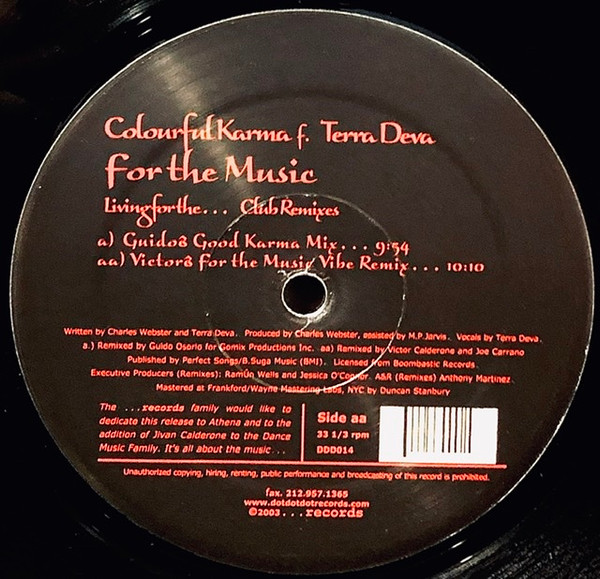 Colourful Karma f. Terra Deva
For the Music
Living for the... Club Remixes
a) Guidos Good Karma Mix... 9:54
aa) Victors For the Music Vibe Remix... 10:10
Written by Charles Webster and Terra Deva. Produced by Charles Webster, assisted by M.P.Jarvis. Vocals by Terra Deva.
a.) Remixed by Guido Osorio for Gomix Productions Inc. aa) Remixed by Victor Calderone and Joe Carrano
Published by Perfect Songs/B.Suga Music (BMI). Licensed from Boombastic Records.
Executive Producers (Remixes): Ramon Wells and Jessica O'Connor. A&R (Remixes) Anthony Martinez
Mastered at Frankford/Wayne Mastering Labs, NYC by Duncan Stanbury
The ...records family would like to
dedicate this release to Athena and to the
addition of Jivan Calderone to the Dance
Music Family. It's all about the music ...
Side aa
33 1/3 rpm
DDD014
Unauthorized copying, hiring, renting, public performance and broadcasting of this record is prohibited.
fax. 212.957.1365
www.dotdotdotrecords.com
©2003 ...records